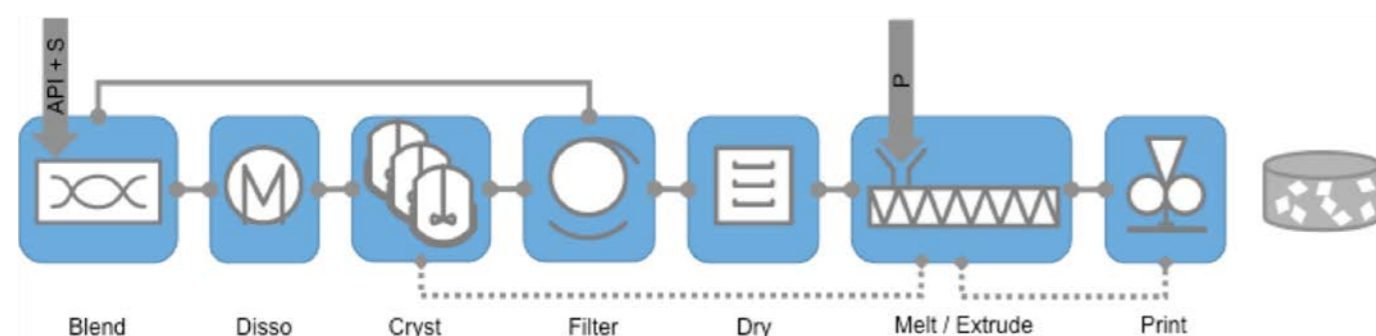 API + S
P
M
Blend
Disso
Cryst
Filter
Dry
Melt / Extrude
Print